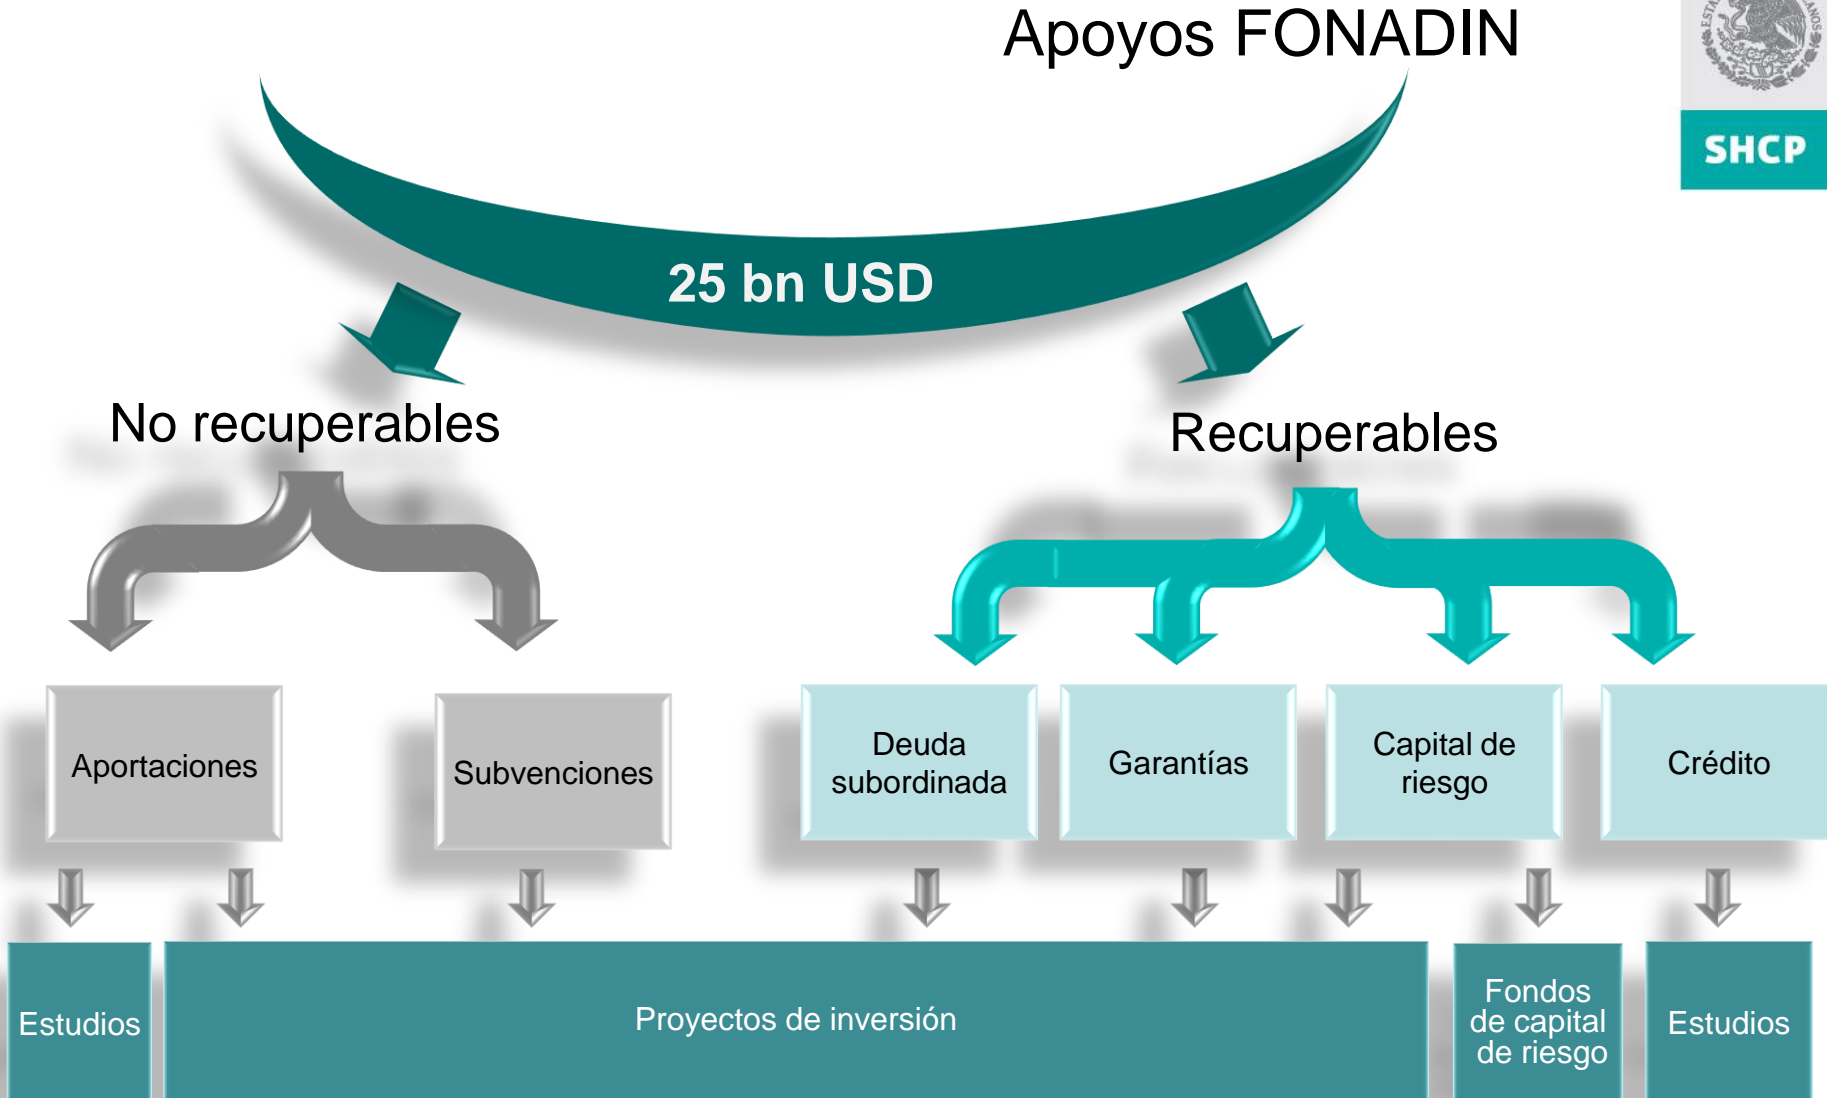 Apoyos FONADIN
SHCP
25 bn USD
No recuperables
Recuperables
Aportaciones
Subvenciones
Deuda
subordinada
Garantías
Capital de
riesgo
Crédito
Estudios
Proyectos de inversión
Fondos
de capital
de riesgo
Estudios